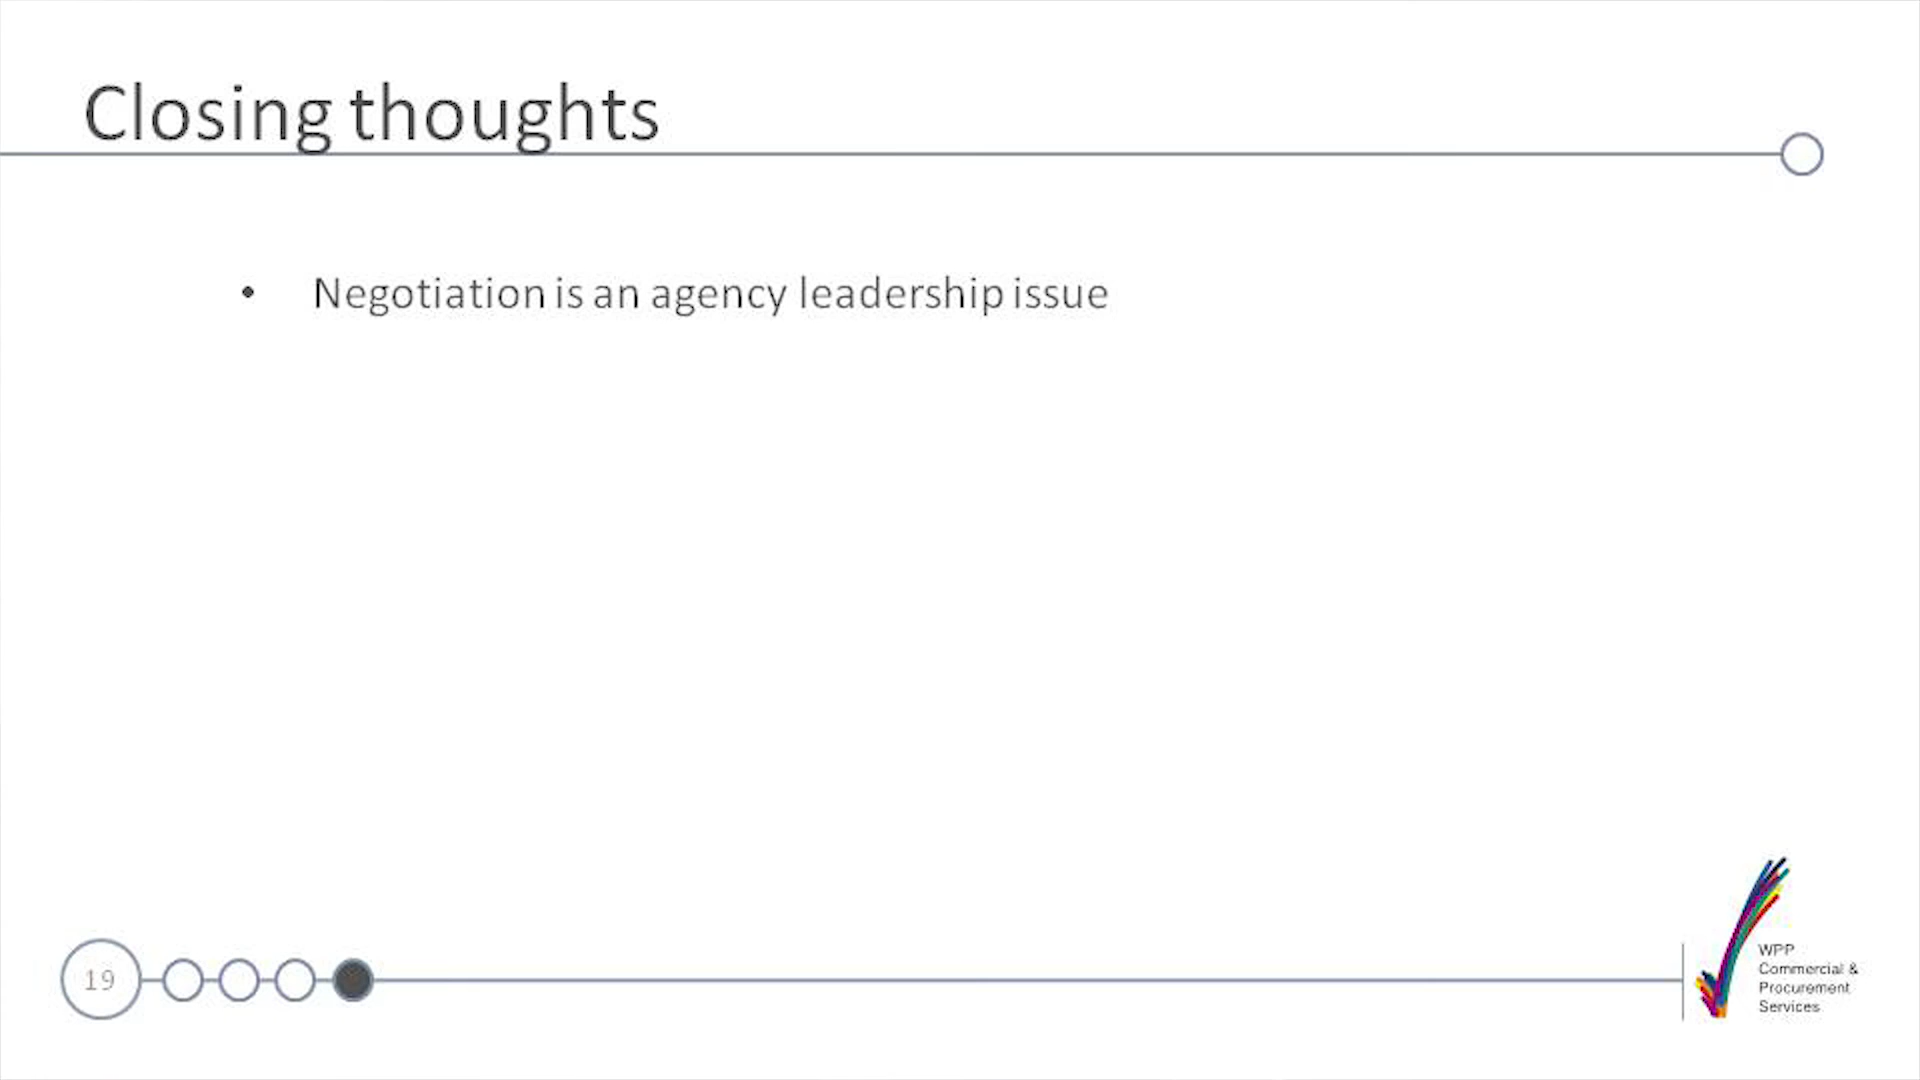 Closing thoughts
• Negotiation is an agency leadership issue
19
WPP
Commercial &
Procurement
Services